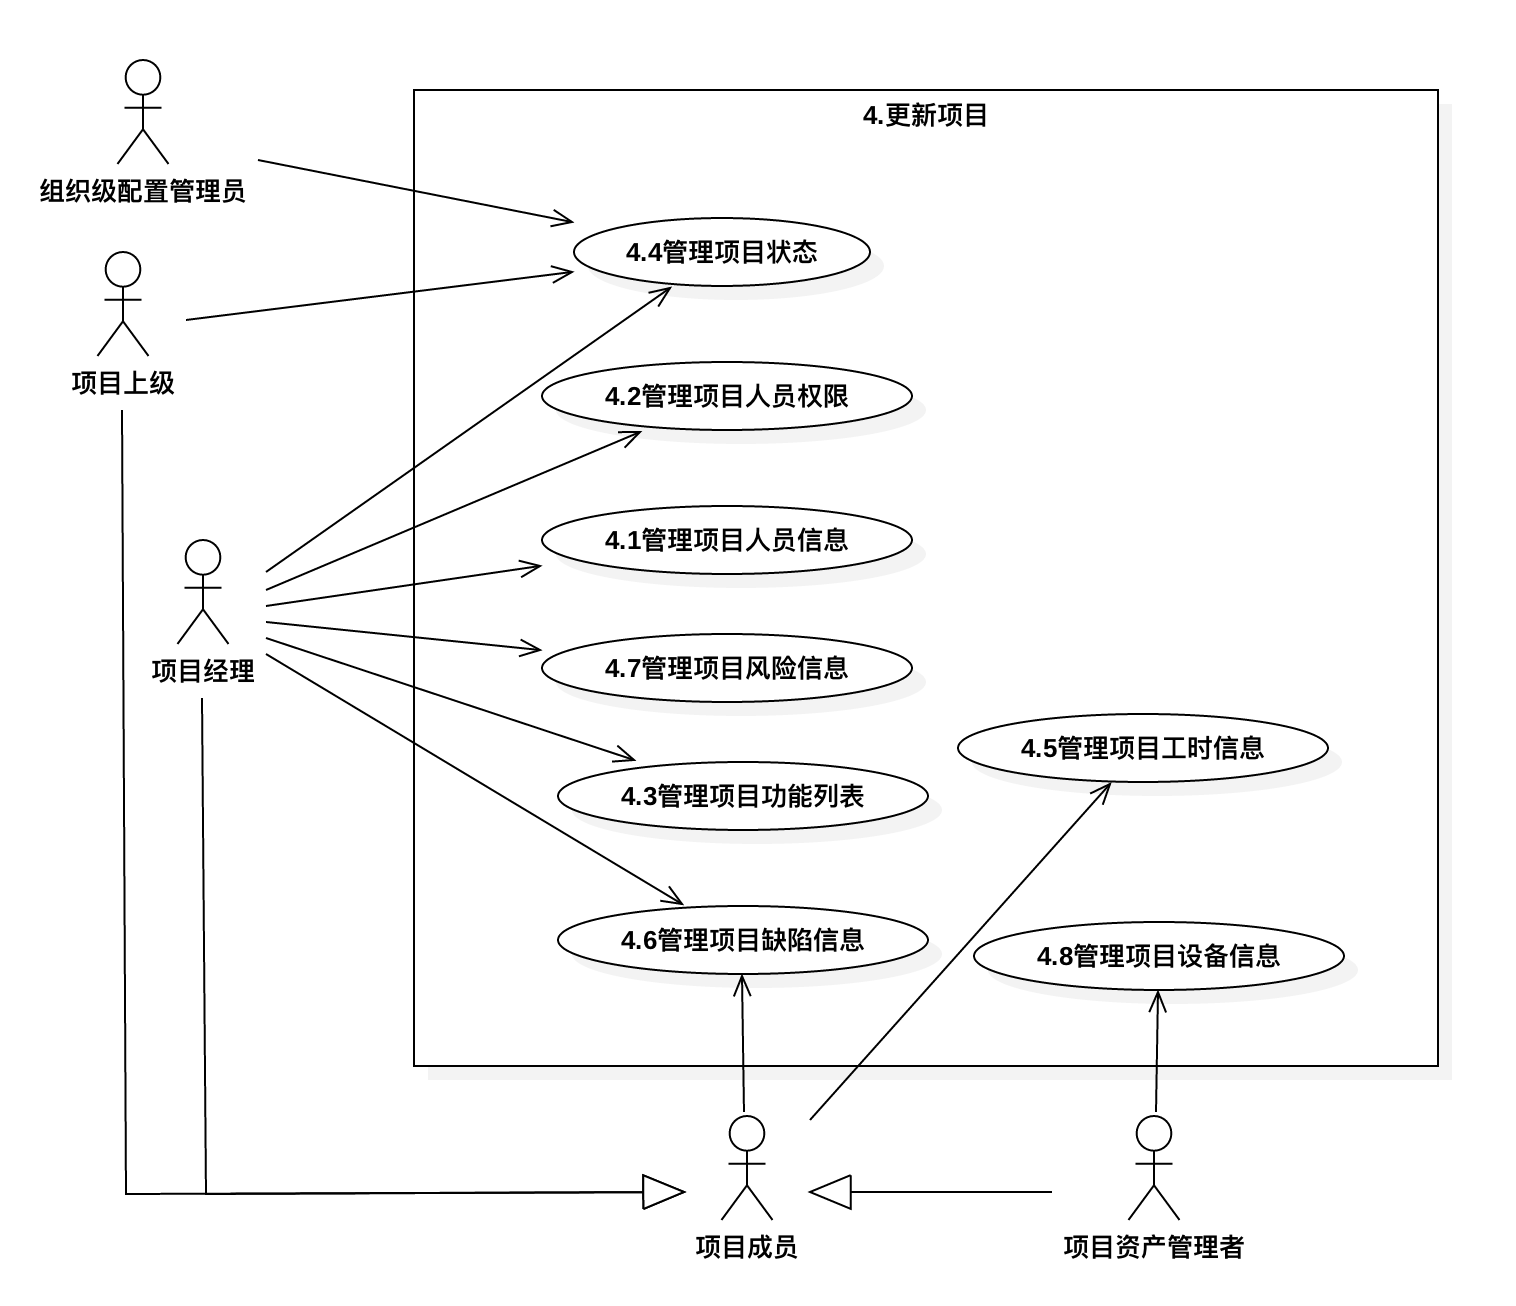 4.更新项目
组织级配置管理员
4.4管理项目状态
项目上级
4.2管理项目人员权限
4.1管理项目人员信息
项目经理
4.7管理项目风险信息
4.5管理项目工时信息
4.3管理项目功能列表
4.6管理项目缺陷信息
4.8管理项目设备信息
项目成员
项目资产管理者